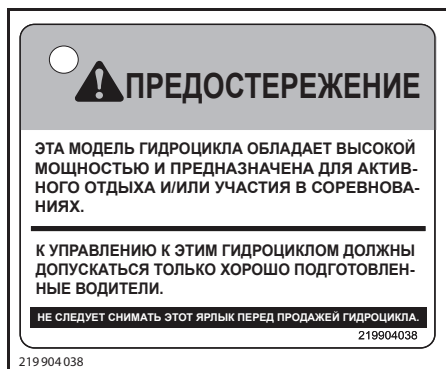 ПРЕДОСТЕРЕЖЕНИЕ
ЭТА МОДЕЛЬ ГИДРОЦИКЛА ОБЛАДАЕТ ВЫСОКОЙ
МОЩНОСТЬЮ И ПРЕДНАЗНАЧЕНА ДЛЯ АКТИВ-
НОГО ОТДЫХА И/ИЛИ УЧАСТИЯ В СОРЕВНОВА-
НИЯХ.
К УПРАВЛЕНИЮ К ЭТИМ ГИДРОЦИКЛОМ ДОЛЖНЫ
ДОПУСКАТЬСЯ ТОЛЬКО ХОРОШО ПОДГОТОВЛЕН-
НЫЕ ВОДИТЕЛИ.
НЕ СЛЕДУЕТ СНИМАТЬ ЭТОТ ЯРЛЫК ПЕРЕД ПРОДАЖЕЙ ГИДРОЦИКЛА.
219904038
219 904 038